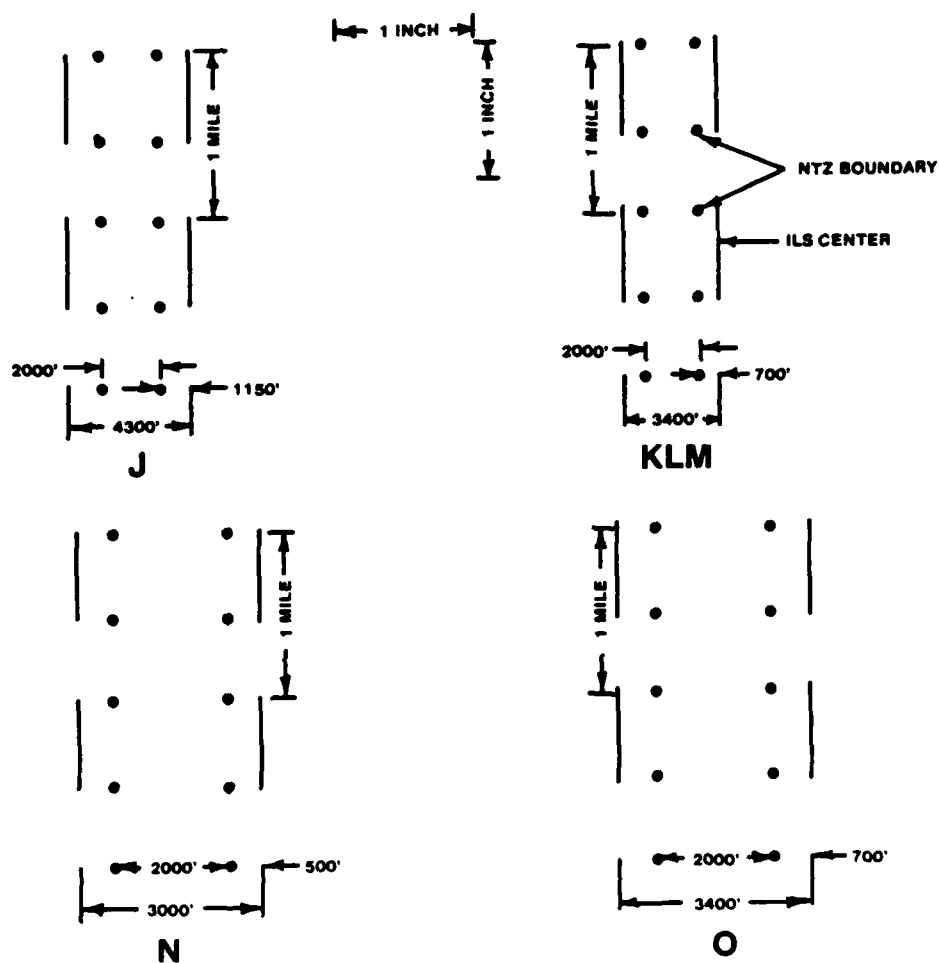 1 INCH
1 INCH
1 MILE
1 MILE
NTZ BOUNDARY
ILS CENTER
2000'
1150'
4300'
J
2000'
700'
3400'
KLM
1 MILE
1 MILE
2000'
500'
3000'
N
2000'
700'
3400'
O